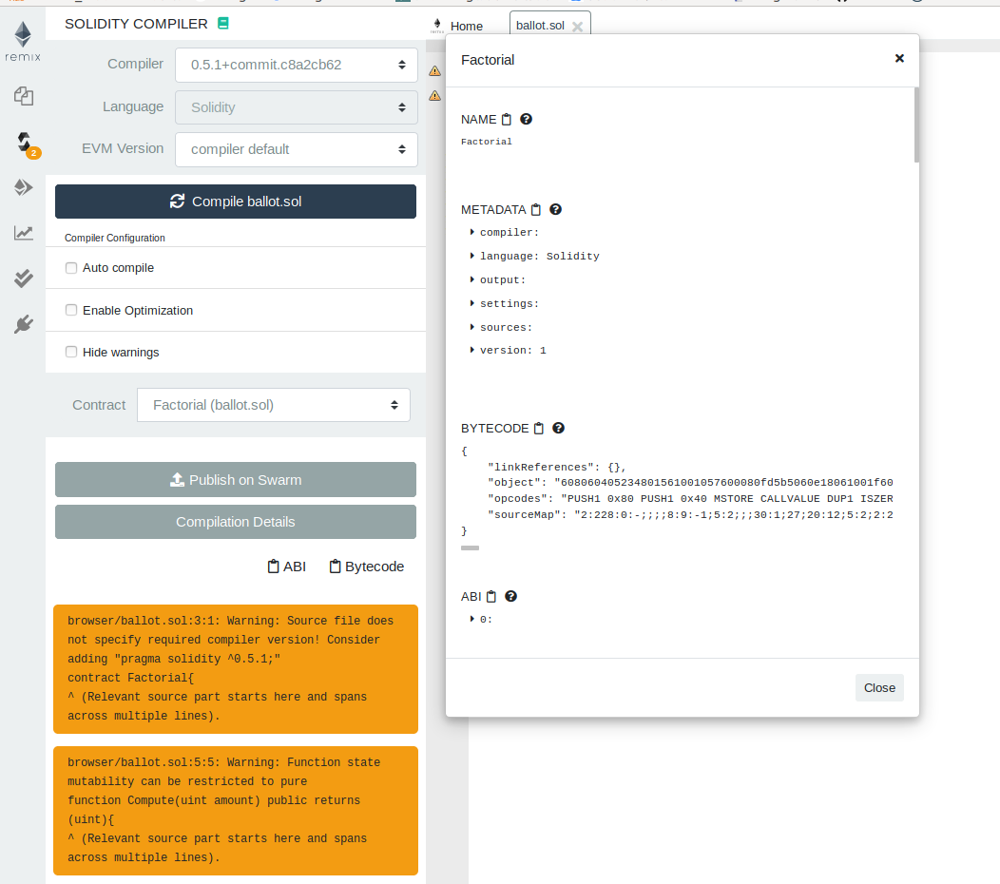 SOLIDITY COMPILER
remix
Compiler
0.5.1+commit.c8a2cb62
Language
Solidity
EVM Version
compiler default
2
Compile ballot.sol
Compiler Configuration
Auto compile
Enable Optimization
Hide warnings
Contract
Factorial (ballot.sol)
Publish on Swarm
Compilation Details
ABI
Bytecode
browser/ballot.sol:3:1: Warning: Source file does
not specify required compiler version! Consider
adding "pragma solidity ^0.5.1;"
contract Factorial{
^ (Relevant source part starts here and spans
across multiple lines).
browser/ballot.sol:5:5: Warning: Function state
mutability can be restricted to pure
function Compute(uint amount) public returns
(uint){
^ (Relevant source part starts here and spans
across multiple lines).
remix
Home
ballot.sol
Factorial
NAME
Factorial
METADATA
compiler:
language: Solidity
output:
settings:
sources:
version: 1
BYTECODE
{
"linkReferences": {},
"object": "608060405234801561001057600080fd5b5060e18061001f60
"opcodes": "PUSH1 0x80 PUSH1 0x40 MSTORE CALLVALUE DUP1 ISZER
"sourceMap": "2:228:0:-;;;;8:9:-1;5:2;;;30:1;27;20:12;5:2;2:2
}
ABI
0:
Close